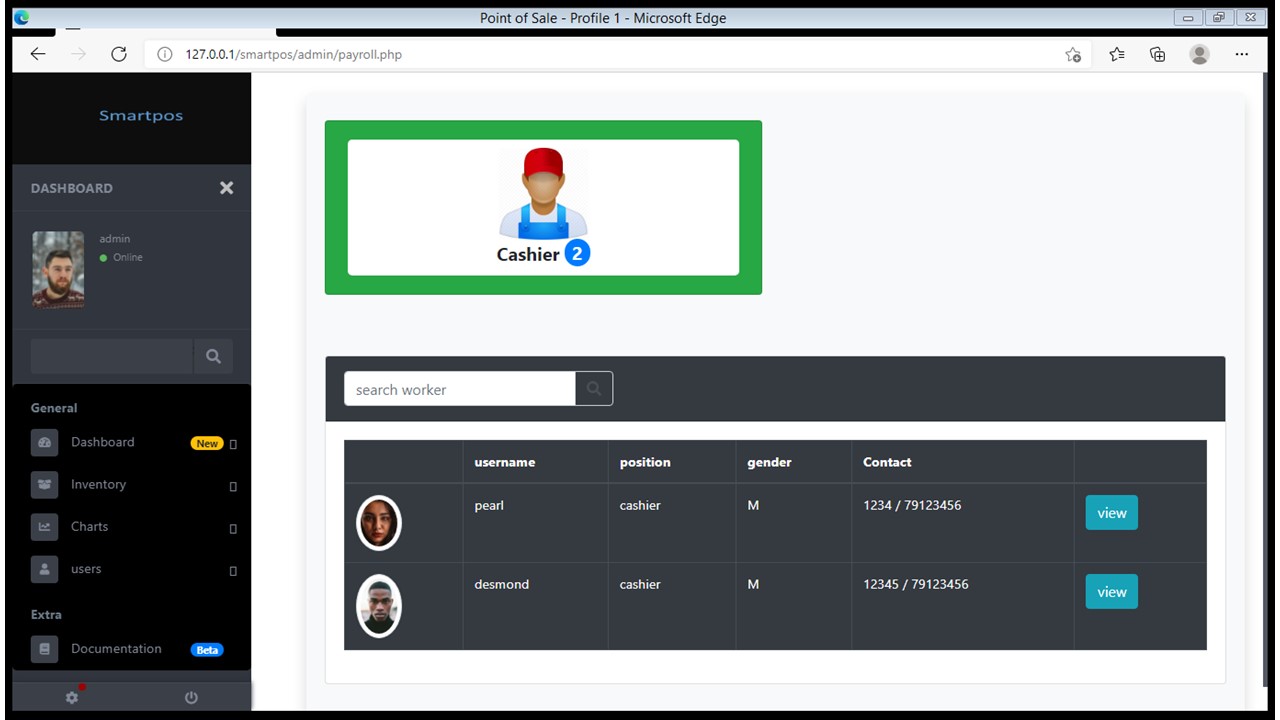 Point of Sale - Profile 1 - Microsoft Edge
127.0.0.1/smartpos/admin/payroll.php
Smartpos
DASHBOARD
admin
Online
General
Dashboard New
Inventory
Charts
users
Extra
Documentation Beta
Cashier 2
search worker
username position gender Contact
pearl cashier M 1234 / 79123456 view
desmond cashier M 12345 / 79123456 view